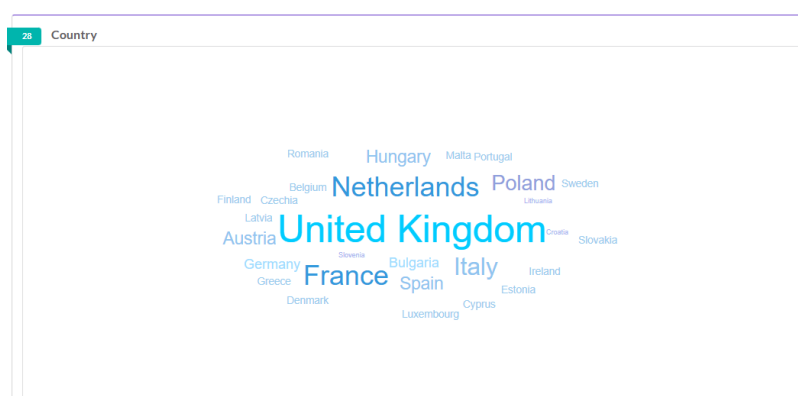 28 Country
Romania Hungary Malta Portugal
Belgium Netherlands Poland Sweden
Finland Czechia Lithuania
Latvia United Kingdom Croatia
Austria Slovakia
Slovenia
Germany France Bulgaria Italy Ireland
Greece Spain Estonia
Denmark Cyprus
Luxembourg